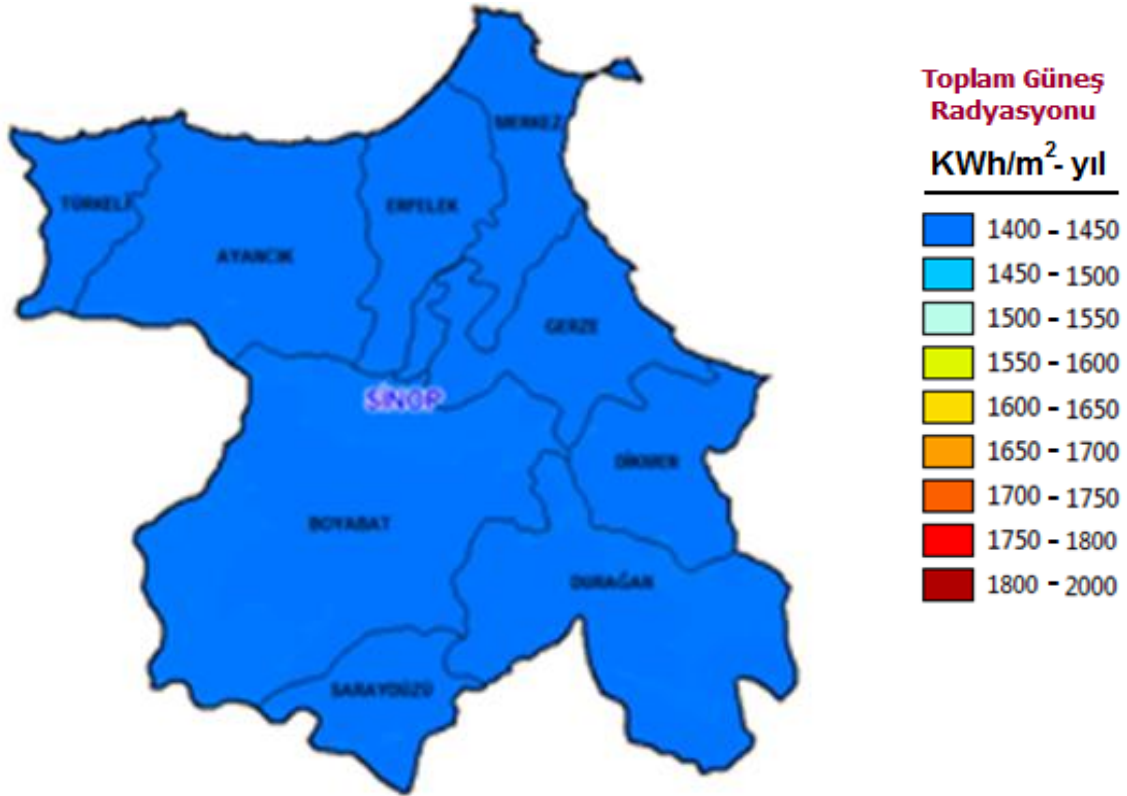 MERKEZ
TÜRKELİ
ERFELEK
AYANCIK
GERZE
SİNOP
DİKMEN
BOYABAT
DURAĞAN
SARAYDÜZÜ
Toplam Güneş
Radyasyonu
KWh/m²- yıl
1400 - 1450
1450 - 1500
1500 - 1550
1550 - 1600
1600 - 1650
1650 - 1700
1700 - 1750
1750 - 1800
1800 - 2000